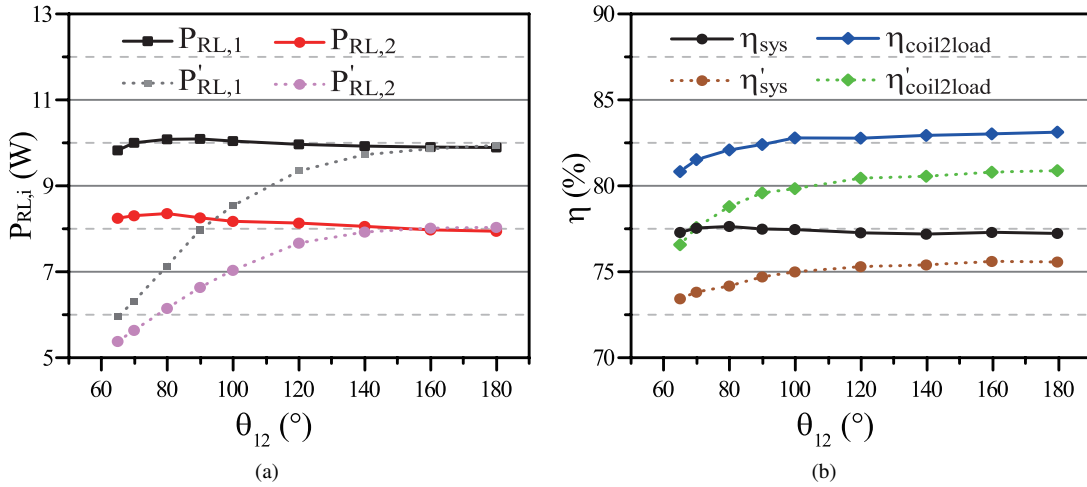 13
11
9
7
5
P_RL,i (W)
P_RL,1
P_RL,2
P'_RL,1
P'_RL,2
60 80 100 120 140 160 180
θ_12 (°)
(a)
90
85
80
75
70
η (%)
η_sys
η_coil2load
η'_sys
η'_coil2load
60 80 100 120 140 160 180
θ_12 (°)
(b)